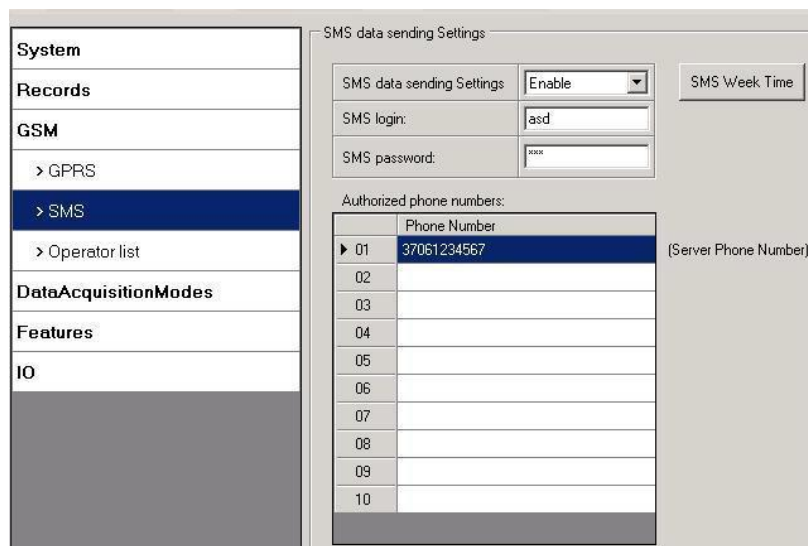 System
Records
GSM
> GPRS
> SMS
> Operator list
DataAcquisitionModes
Features
IO
SMS data sending Settings
SMS data sending Settings Enable
SMS Week Time
SMS login: asd
SMS password: xxx
Authorized phone numbers:
Phone Number
01 37061234567 (Server Phone Number)
02
03
04
05
06
07
08
09
10